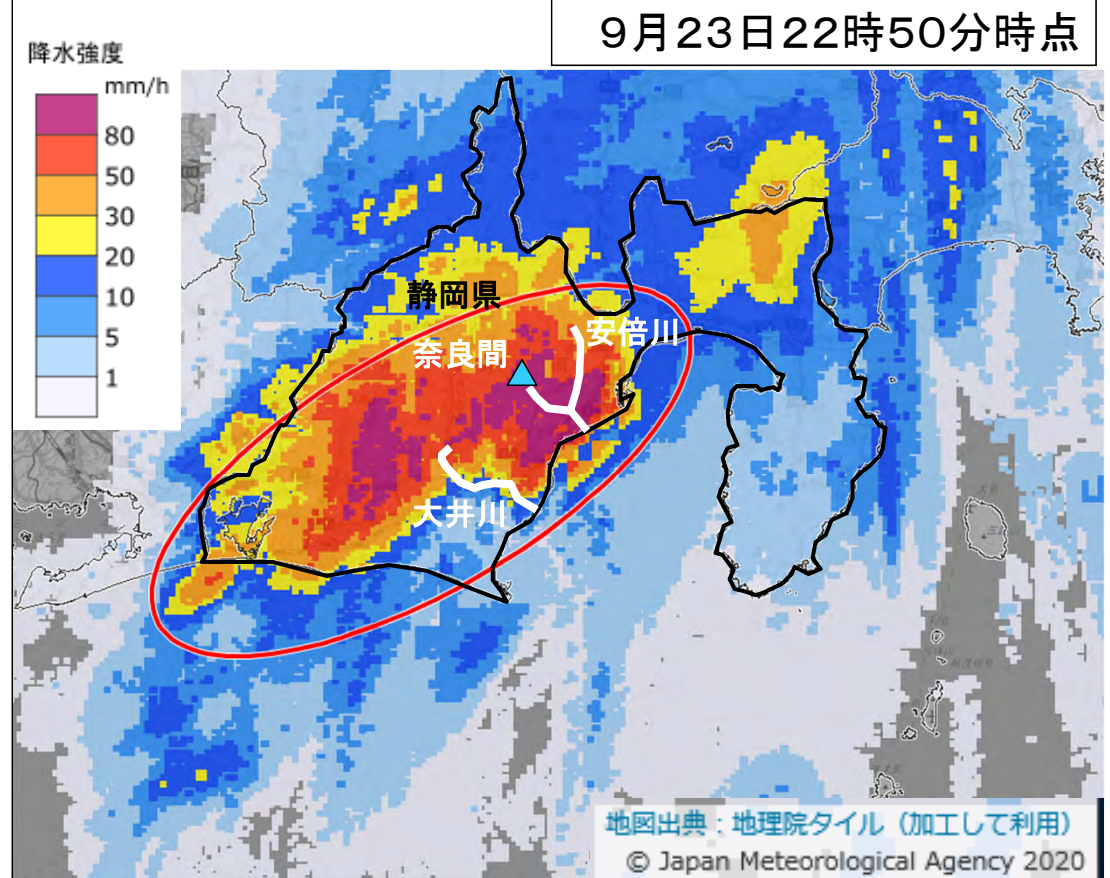 9月23日22時50分時点
降水強度
mm/h
80
50
30
20
10
5
1
静岡県
安倍川
奈良間
大井川
地図出典：地理院タイル（加工して利用）
© Japan Meteorological Agency 2020